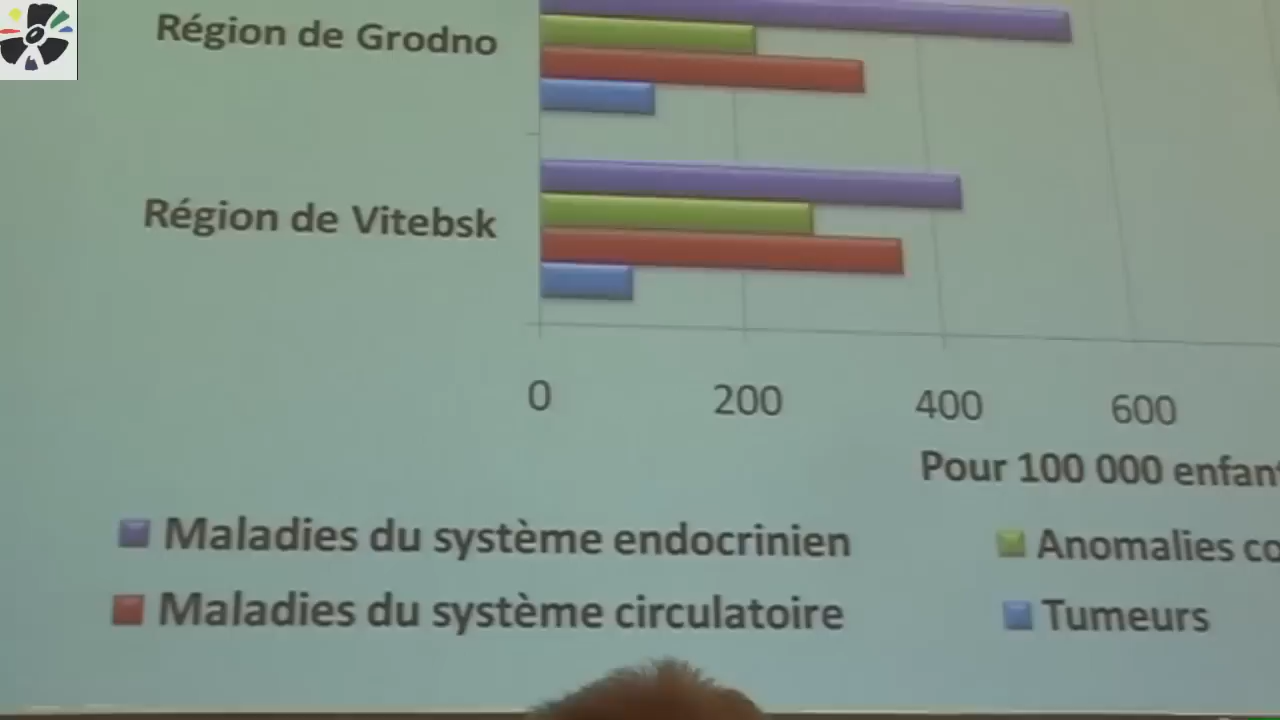 Région de Grodno
Région de Vitebsk
0 200 400 600
Pour 100 000
Maladies du système endocrinien
Anomalies
Maladies du système circulatoire
Tumeurs